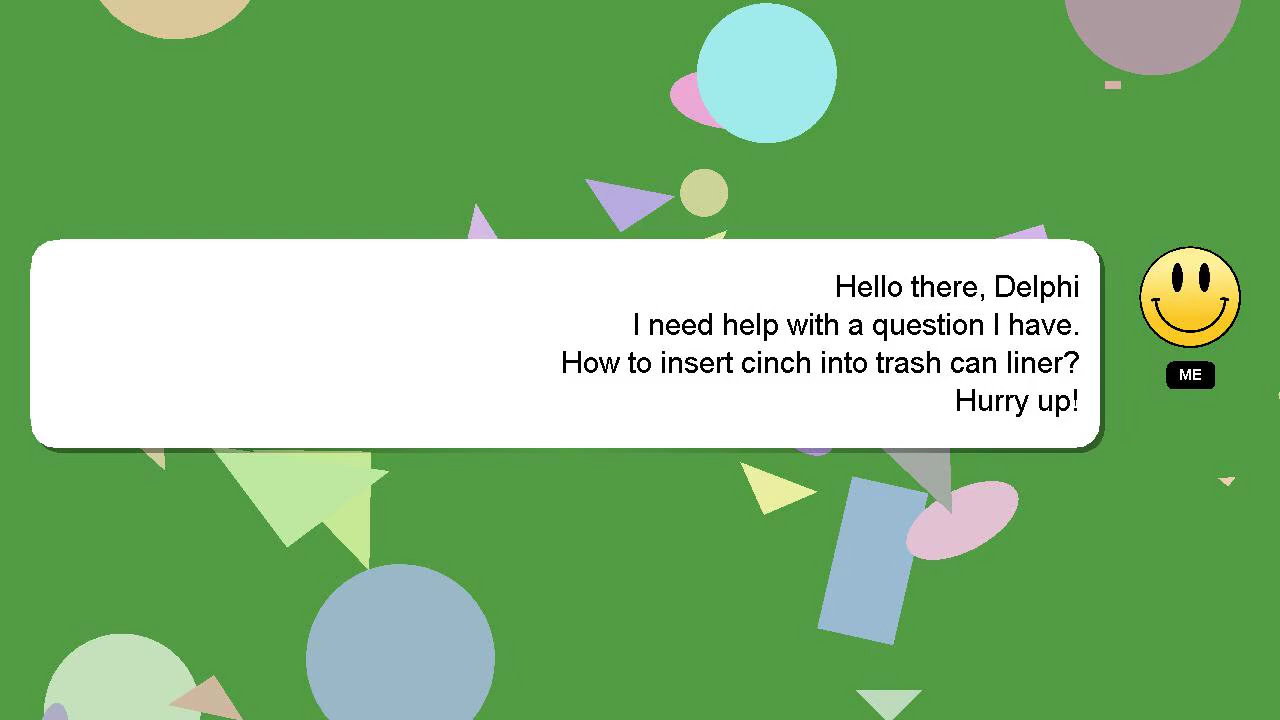 Hello there, Delphi
I need help with a question I have.
How to insert cinch into trash can liner?
Hurry up!
ME